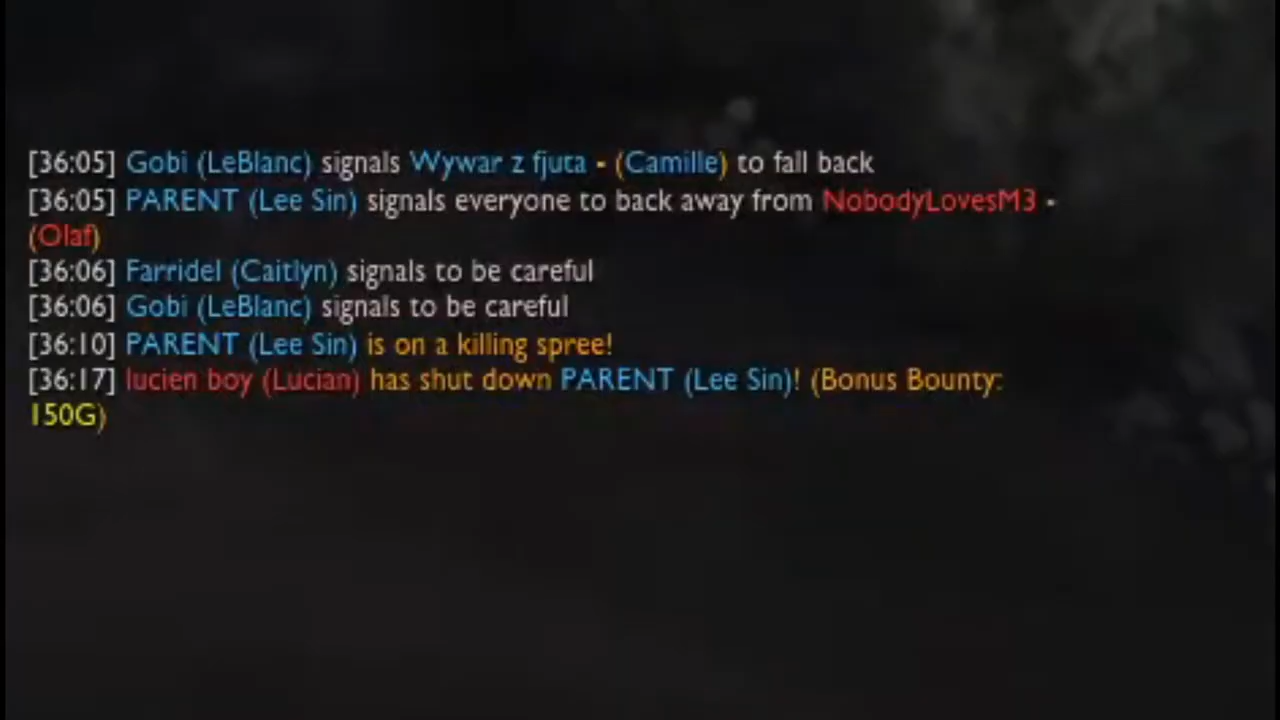 [36:05] Gobi (LeBlanc) signals Wywar z fjuta - (Camille) to fall back
[36:05] PARENT (Lee Sin) signals everyone to back away from NobodyLovesM3 -
(Olaf)
[36:06] Farridel (Caitlyn) signals to be careful
[36:06] Gobi (LeBlanc) signals to be careful
[36:10] PARENT (Lee Sin) is on a killing spree!
[36:17] lucien boy (Lucian) has shut down PARENT (Lee Sin)! (Bonus Bounty:
150G)